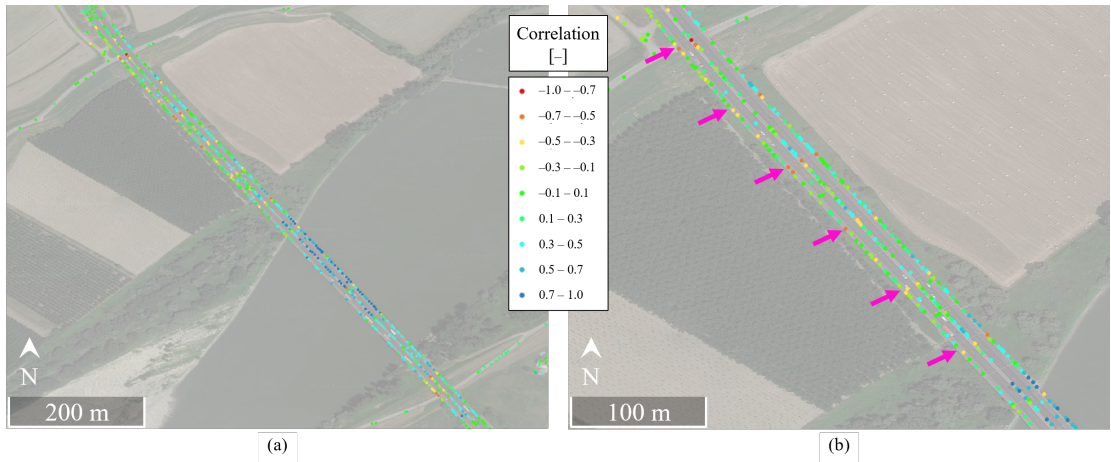 Correlation
[–]
–1.0 – –0.7
–0.7 – –0.5
–0.5 – –0.3
–0.3 – –0.1
–0.1 – 0.1
0.1 – 0.3
0.3 – 0.5
0.5 – 0.7
0.7 – 1.0
N
200 m
(a)
N
100 m
(b)